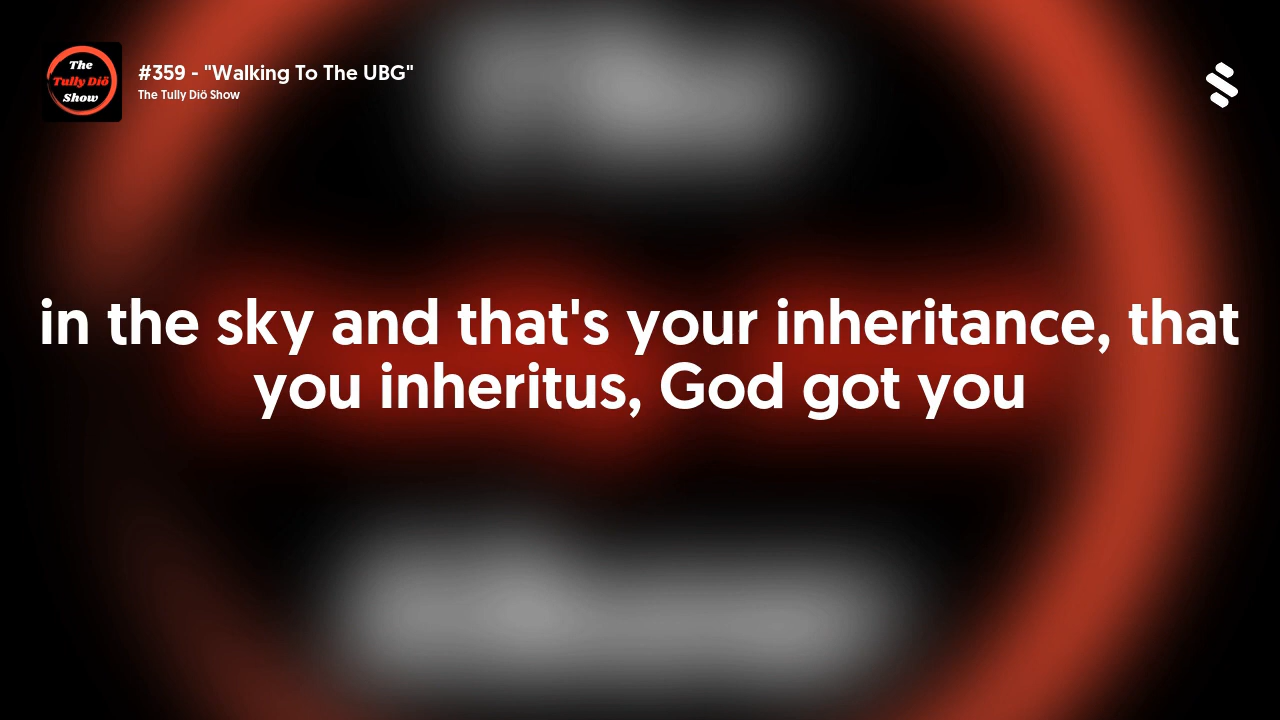 The
Tully Diö
Show
#359 - "Walking To The UBG"
The Tully Diö Show
in the sky and that's your inheritance, that
you inheritus, God got you